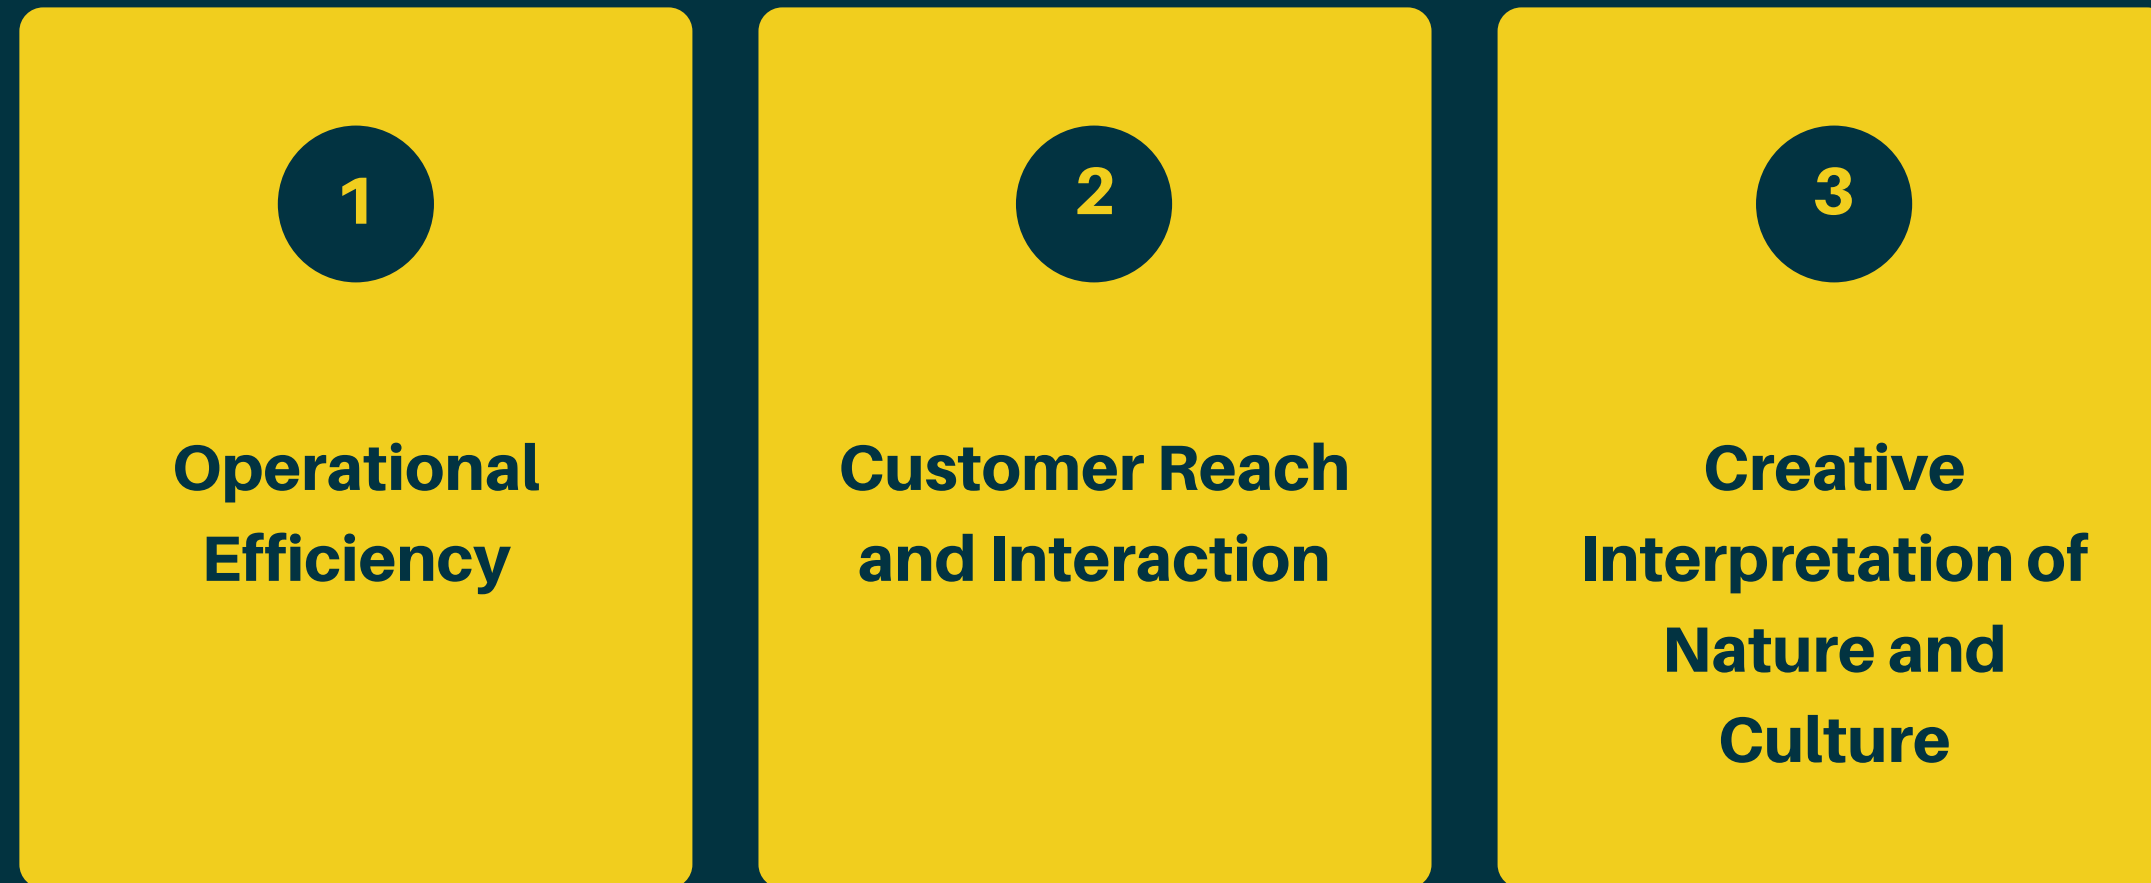 1
Operational
Efficiency
2
Customer Reach
and Interaction
3
Creative
Interpretation of
Nature and
Culture